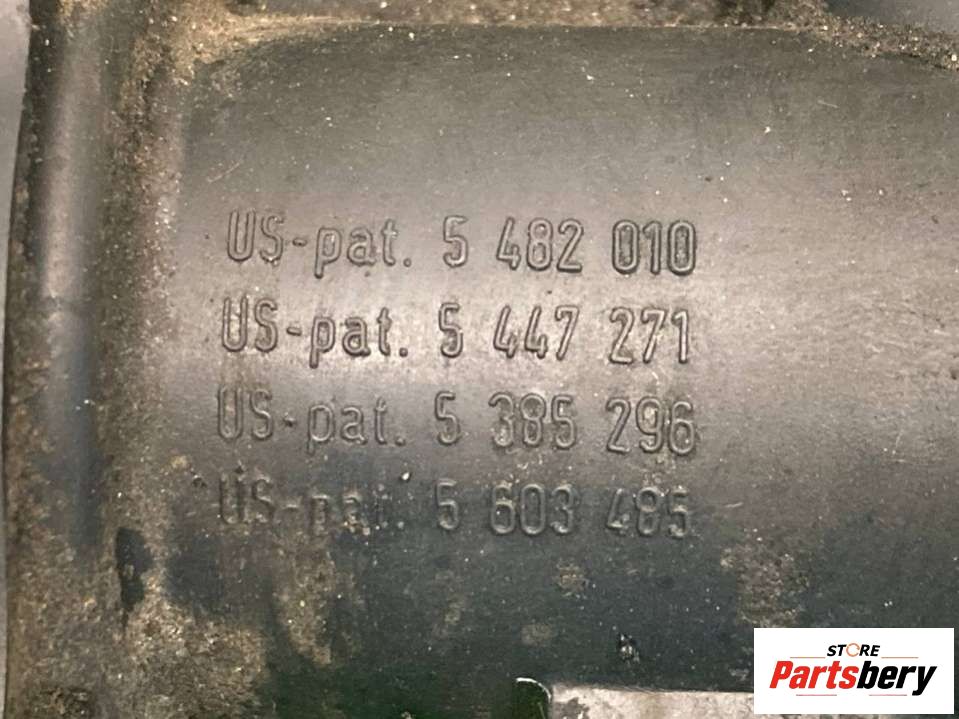 US-pat. 5 482 010
US-pat. 5 447 271
US-pat. 5 385 296
US-pat. 5 603 485
STORE
Partsbery